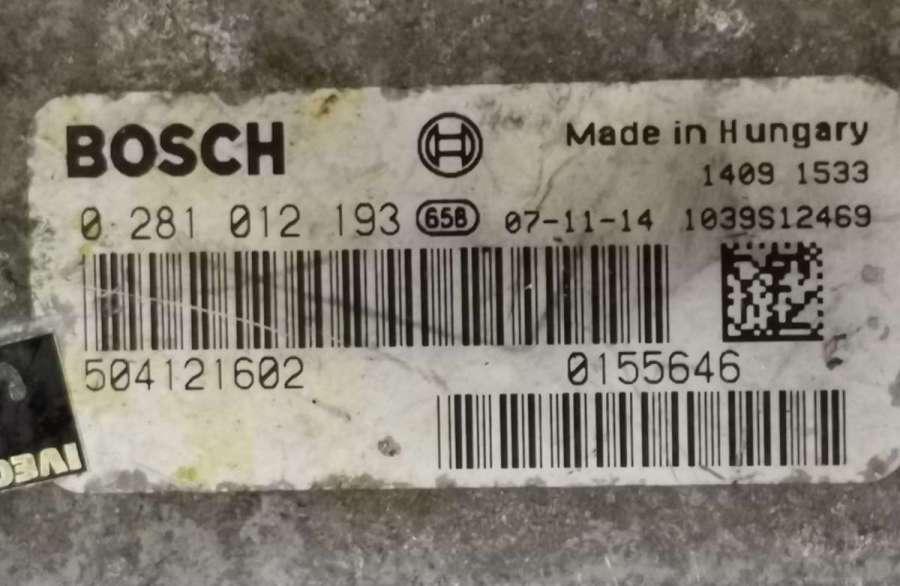 BOSCH
Made in Hungary
1409 1533
0 281 012 193 658 07-11-14 1039S12469
504121602 0155646
IVECO